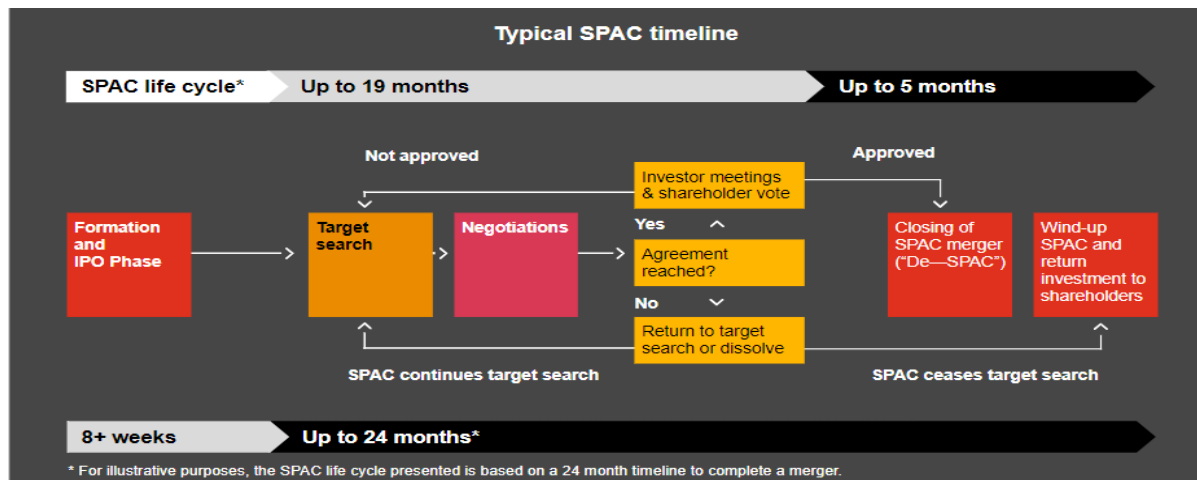 Typical SPAC timeline
SPAC life cycle*
Up to 19 months
Up to 5 months
Not approved
Approved
Investor meetings
& shareholder vote
Formation
and
IPO Phase
Target
search
Negotiations
Yes
Agreement
reached?
No
Return to target
search or dissolve
Closing of
SPAC merger
(“De—SPAC”)
Wind-up
SPAC and
return
investment to
shareholders
SPAC continues target search
SPAC ceases target search
8+ weeks
Up to 24 months*
* For illustrative purposes, the SPAC life cycle presented is based on a 24 month timeline to complete a merger.